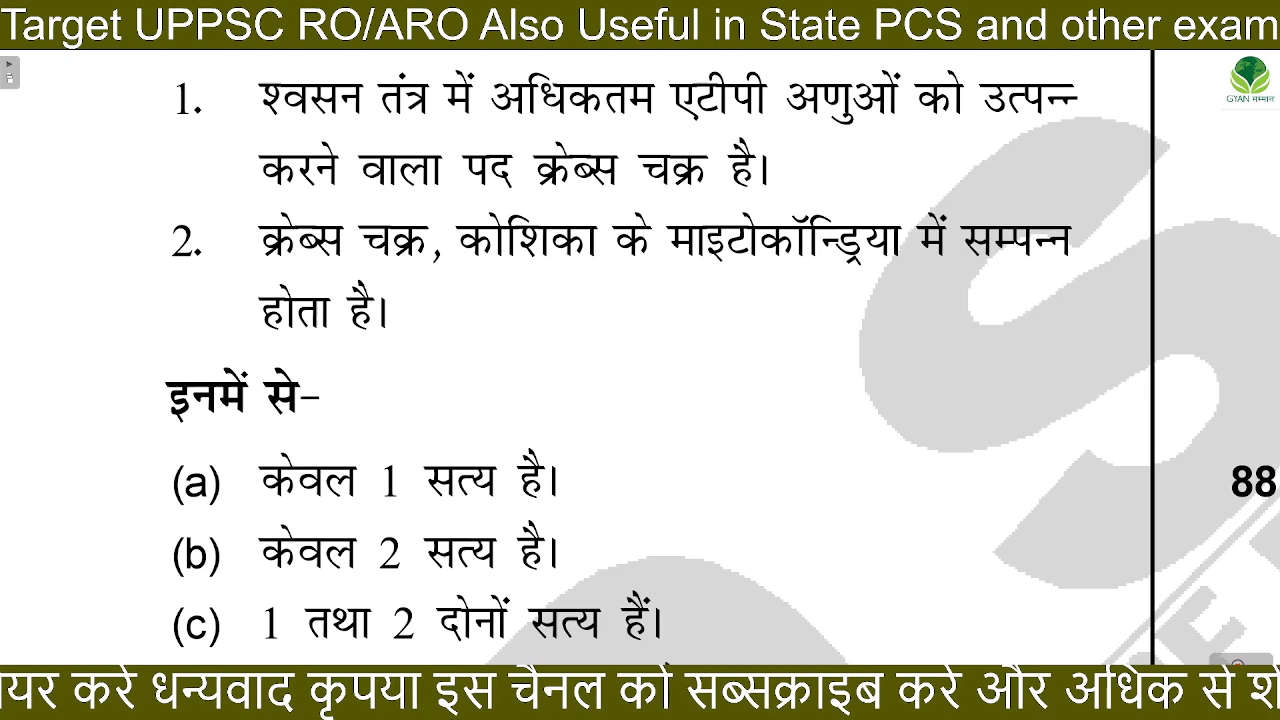 Target UPPSC RO/ARO Also Useful in State PCS and other exam
GYAN सम्मान
1. श्वसन तंत्र में अधिकतम एटीपी अणुओं को उत्पन्न
करने वाला पद क्रेब्स चक्र है।
2. क्रेब्स चक्र, कोशिका के माइटोकॉन्ड्रिया में सम्पन्न
होता है।
इनमें से–
(a) केवल 1 सत्य है।
(b) केवल 2 सत्य है।
(c) 1 तथा 2 दोनों सत्य हैं।
88
यर करे धन्यवाद कृपया इस चैनल को सब्सक्राइब करे और अधिक से